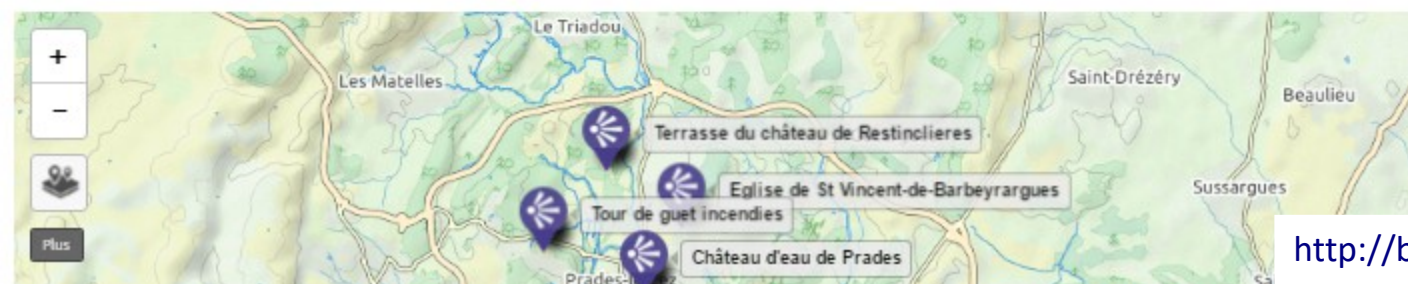 Le Triadou
+
Les Matelles
Saint-Drézéry
Beaulieu
−
Terrasse du château de Restinclieres
Eglise de St Vincent-de-Barbeyrargues
Sussargues
Tour de guet incendies
Plus
Château d'eau de Prades
http://b